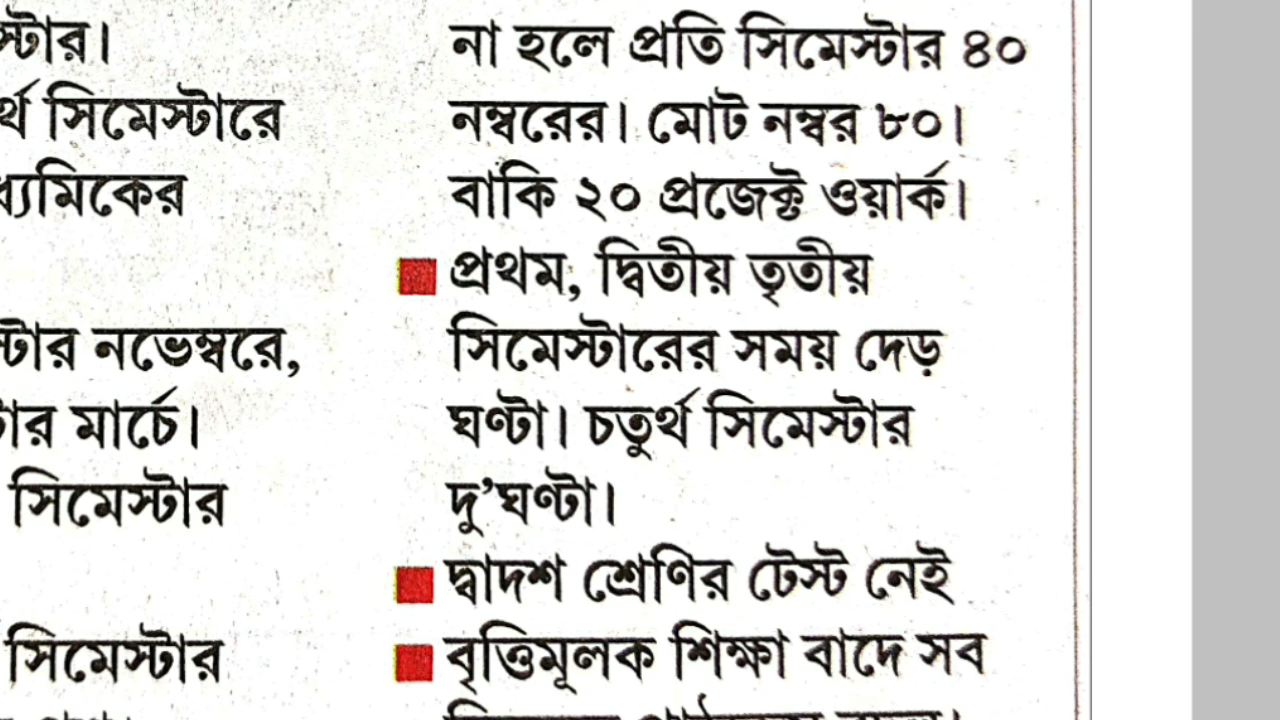 র্থ সিমেস্টারে
সিমেস্টার
সিমেস্টার
নভেম্বরে,
মার্চে।
না হলে প্রতি সিমেস্টার ৪০
নম্বরের। মোট নম্বর ৮০।
বাকি ২০ প্রজেক্ট ওয়ার্ক।
প্রথম, দ্বিতীয় তৃতীয়
সিমেস্টারের সময় দেড়
ঘণ্টা। চতুর্থ সিমেস্টার
দু’ঘণ্টা।
দ্বাদশ শ্রেণির টেস্ট নেই
বৃত্তিমূলক শিক্ষা বাদে সব